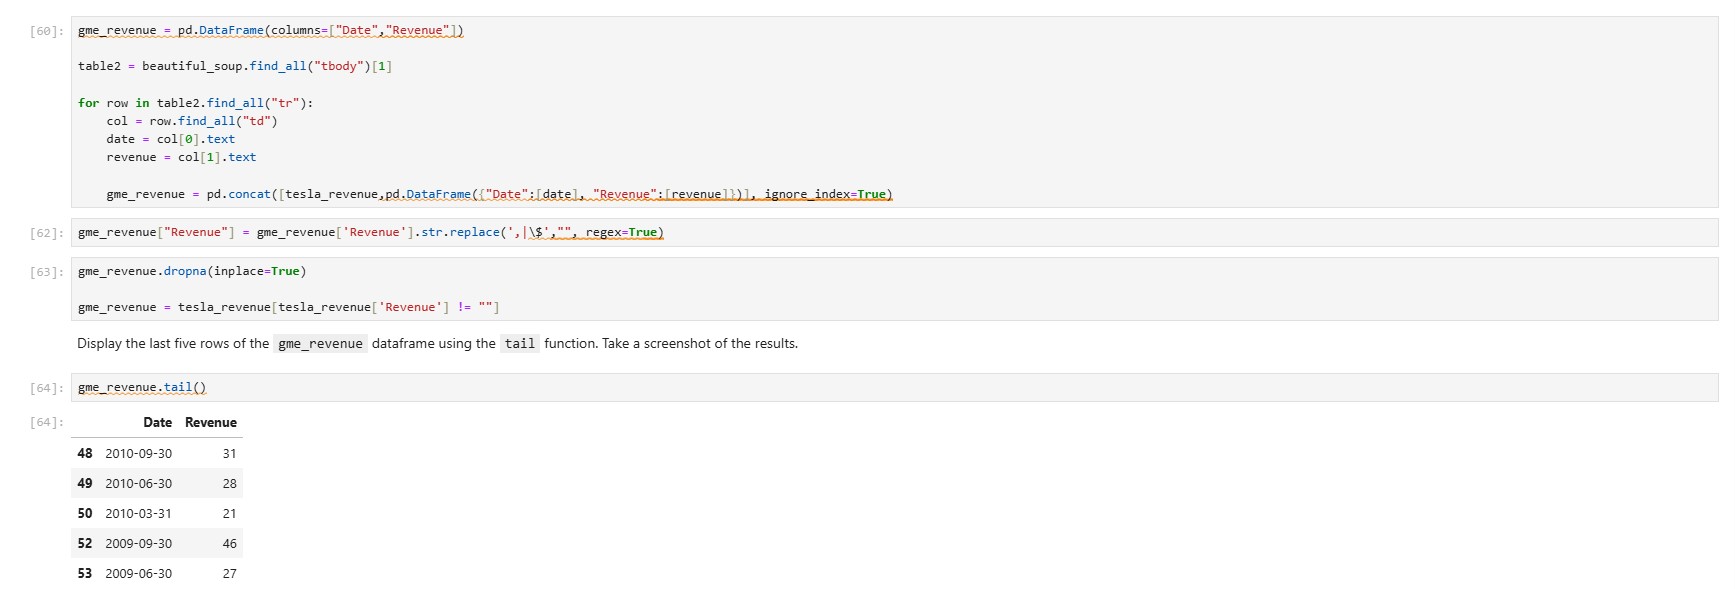 [60]: gme_revenue = pd.DataFrame(columns=["Date","Revenue"])
table2 = beautiful_soup.find_all("tbody")[1]
for row in table2.find_all("tr"):
    col = row.find_all("td")
    date = col[0].text
    revenue = col[1].text
    gme_revenue = pd.concat([tesla_revenue,pd.DataFrame({"Date":[date], "Revenue":[revenue]})], ignore_index=True)
[62]: gme_revenue["Revenue"] = gme_revenue['Revenue'].str.replace(',|\$',"", regex=True)
[63]: gme_revenue.dropna(inplace=True)
gme_revenue = tesla_revenue[tesla_revenue['Revenue'] != ""]
Display the last five rows of the gme_revenue dataframe using the tail function. Take a screenshot of the results.
[64]: gme_revenue.tail()
[64]: Date Revenue
48 2010-09-30 31
49 2010-06-30 28
50 2010-03-31 21
52 2009-09-30 46
53 2009-06-30 27